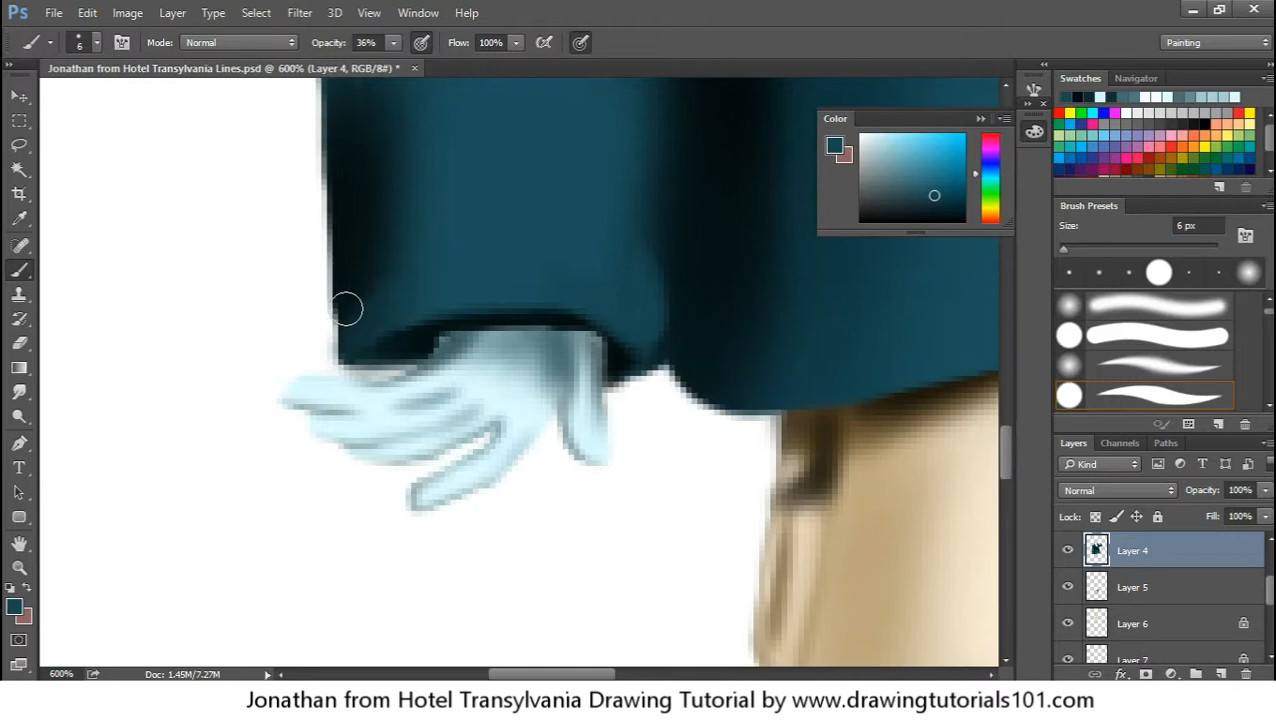 Ps File Edit Image Layer Type Select Filter 3D View Window Help
6 Mode: Normal Opacity: 36% Flow: 100% Painting
Jonathan from Hotel Transylvania Lines.psd @ 600% (Layer 4, RGB/8#) * ×
Swatches Navigator
Color
Brush Presets
Size: 6 px
Layers Channels Paths
Kind
Normal Opacity: 100%
Lock: Fill: 100%
Layer 4
Layer 5
Layer 6
Layer 7
T
600% Doc: 1.45M/7.27M
fx
Jonathan from Hotel Transylvania Drawing Tutorial by www.drawingtutorials101.com